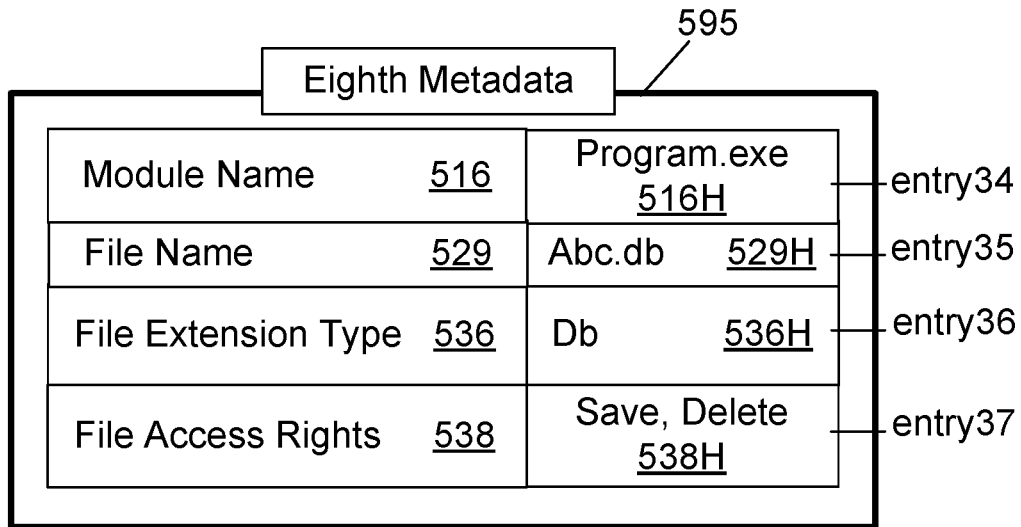 595
Eighth Metadata
Module Name 516 Program.exe 516H entry34
File Name 529 Abc.db 529H entry35
File Extension Type 536 Db 536H entry36
File Access Rights 538 Save, Delete 538H entry37